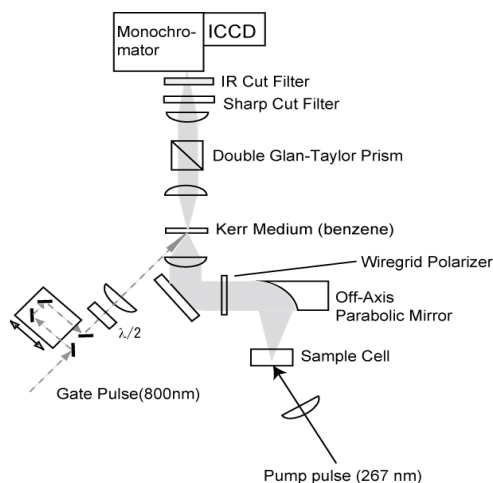 Monochro-
mator
ICCD
IR Cut Filter
Sharp Cut Filter
Double Glan-Taylor Prism
Kerr Medium (benzene)
Wiregrid Polarizer
Off-Axis
Parabolic Mirror
λ/2
Sample Cell
Gate Pulse(800nm)
Pump pulse (267 nm)